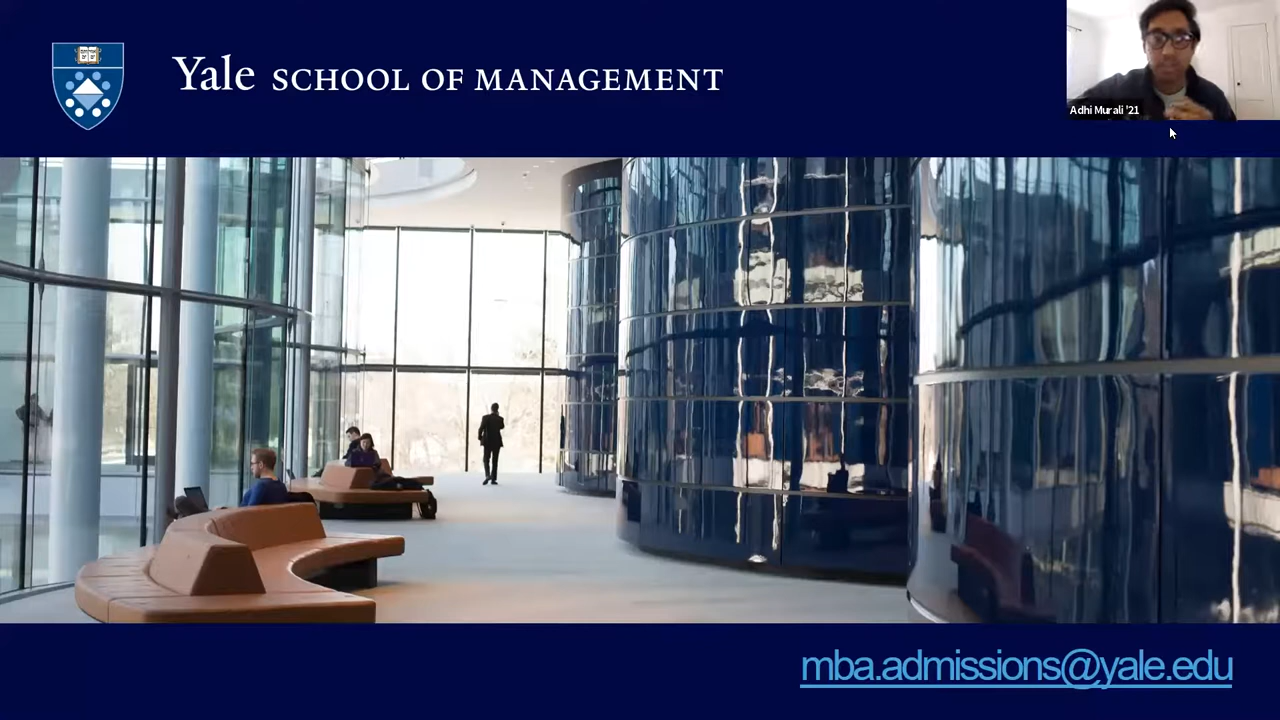 Yale SCHOOL OF MANAGEMENT
Adhi Murali '21
mba.admissions@yale.edu